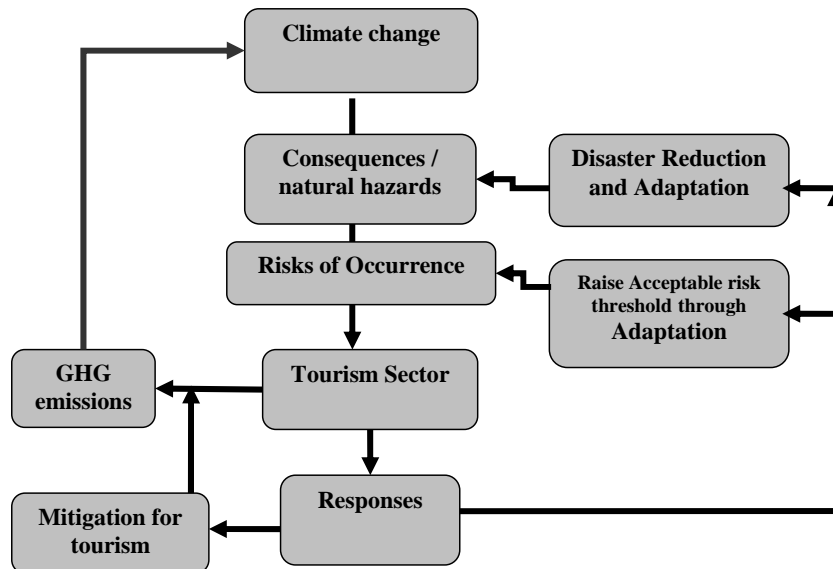 Climate change
Consequences /
natural hazards
Disaster Reduction
and Adaptation
Risks of Occurrence
Raise Acceptable risk
threshold through
Adaptation
GHG
emissions
Tourism Sector
Mitigation for
tourism
Responses